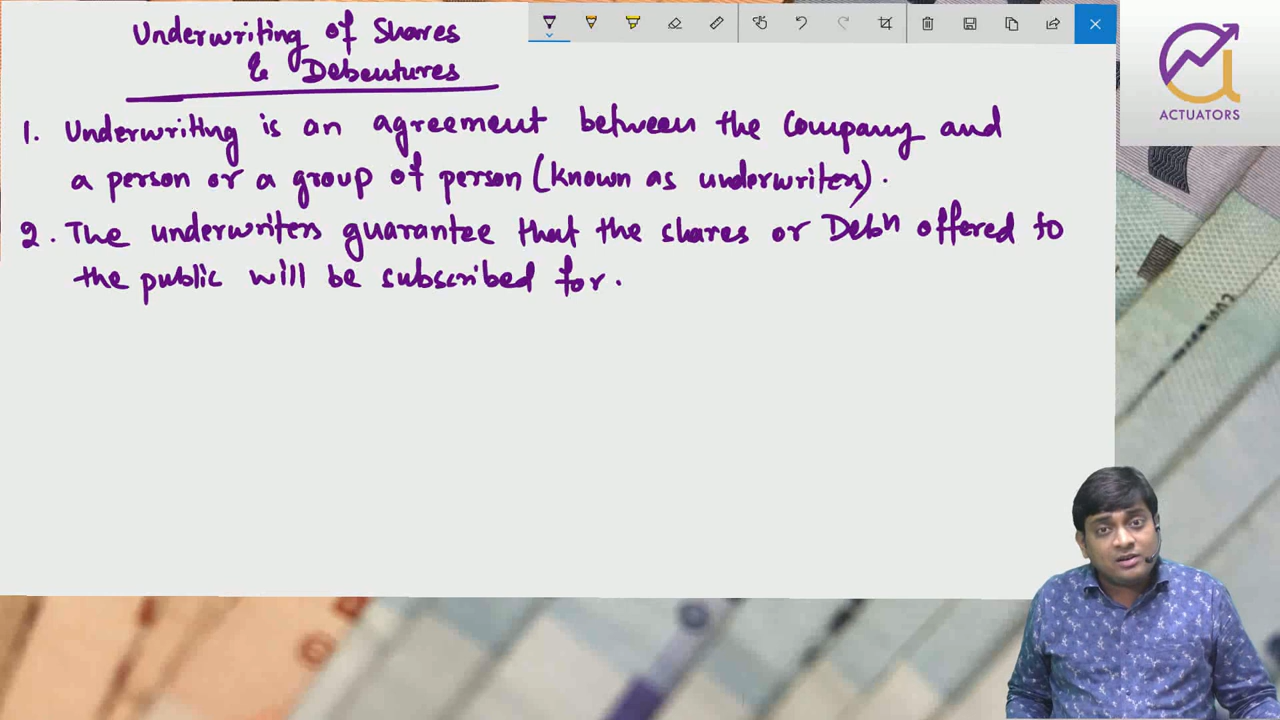 Underwriting of Shares
& Debentures
1. Underwriting is an agreement between the Company and
a person or a group of person (known as underwriters).
2. The underwriters guarantee that the shares or Debn offered to
the public will be subscribed for.
ACTUATORS